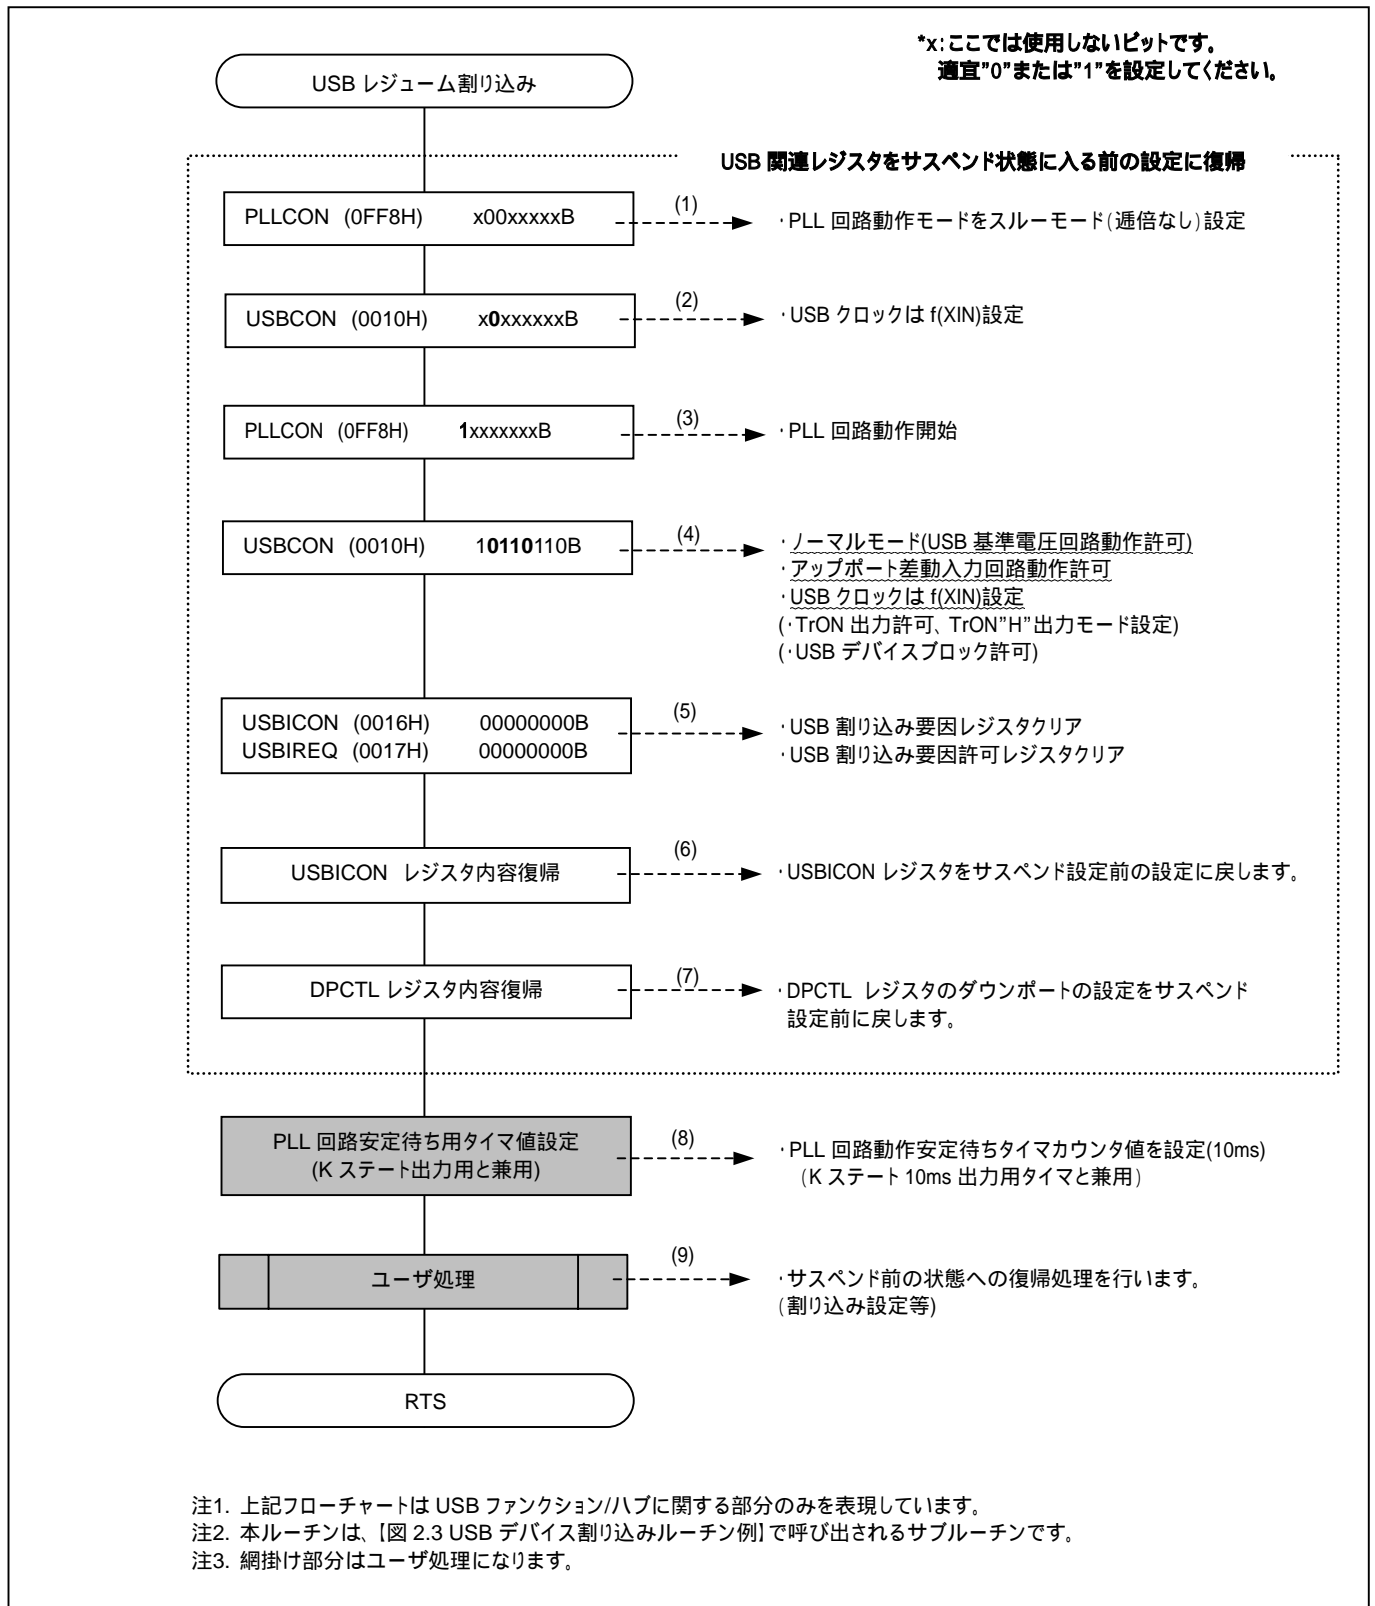 *x:ここでは使用しないビットです。
適宜”0”または”1”を設定してください。
USB レジューム割り込み
USB 関連レジスタをサスペンド状態に入る前の設定に復帰
PLLCON (0FF8H) x00xxxxxB
(1)
・PLL 回路動作モードをスルーモード(逓倍なし)設定
USBCON (0010H) x0xxxxxxB
(2)
・USB クロックは f(XIN)設定
PLLCON (0FF8H) 1xxxxxxxB
(3)
・PLL 回路動作開始
USBCON (0010H) 10110110B
(4)
・ノーマルモード(USB 基準電圧回路動作許可)
・アップポート差動入力回路動作許可
・USB クロックは f(XIN)設定
(・TrON 出力許可、TrON”H”出力モード設定)
(・USB デバイスブロック許可)
USBICON (0016H) 00000000B
USBIREQ (0017H) 00000000B
(5)
・USB 割り込み要因レジスタクリア
・USB 割り込み要因許可レジスタクリア
USBICON レジスタ内容復帰
(6)
・USBICON レジスタをサスペンド設定前の設定に戻します。
DPCTL レジスタ内容復帰
(7)
・DPCTL レジスタのダウンポートの設定をサスペンド
設定前に戻します。
PLL 回路安定待ち用タイマ値設定
(K ステート出力用と兼用)
(8)
・PLL 回路動作安定待ちタイマカウンタ値を設定(10ms)
(K ステート 10ms 出力用タイマと兼用)
ユーザ処理
(9)
・サスペンド前の状態への復帰処理を行います。
(割り込み設定等)
RTS
注1. 上記フローチャートは USB ファンクション/ハブに関する部分のみを表現しています。
注2. 本ルーチンは、【図 2.3 USB デバイス割り込みルーチン例】で呼び出されるサブルーチンです。
注3. 網掛け部分はユーザ処理になります。